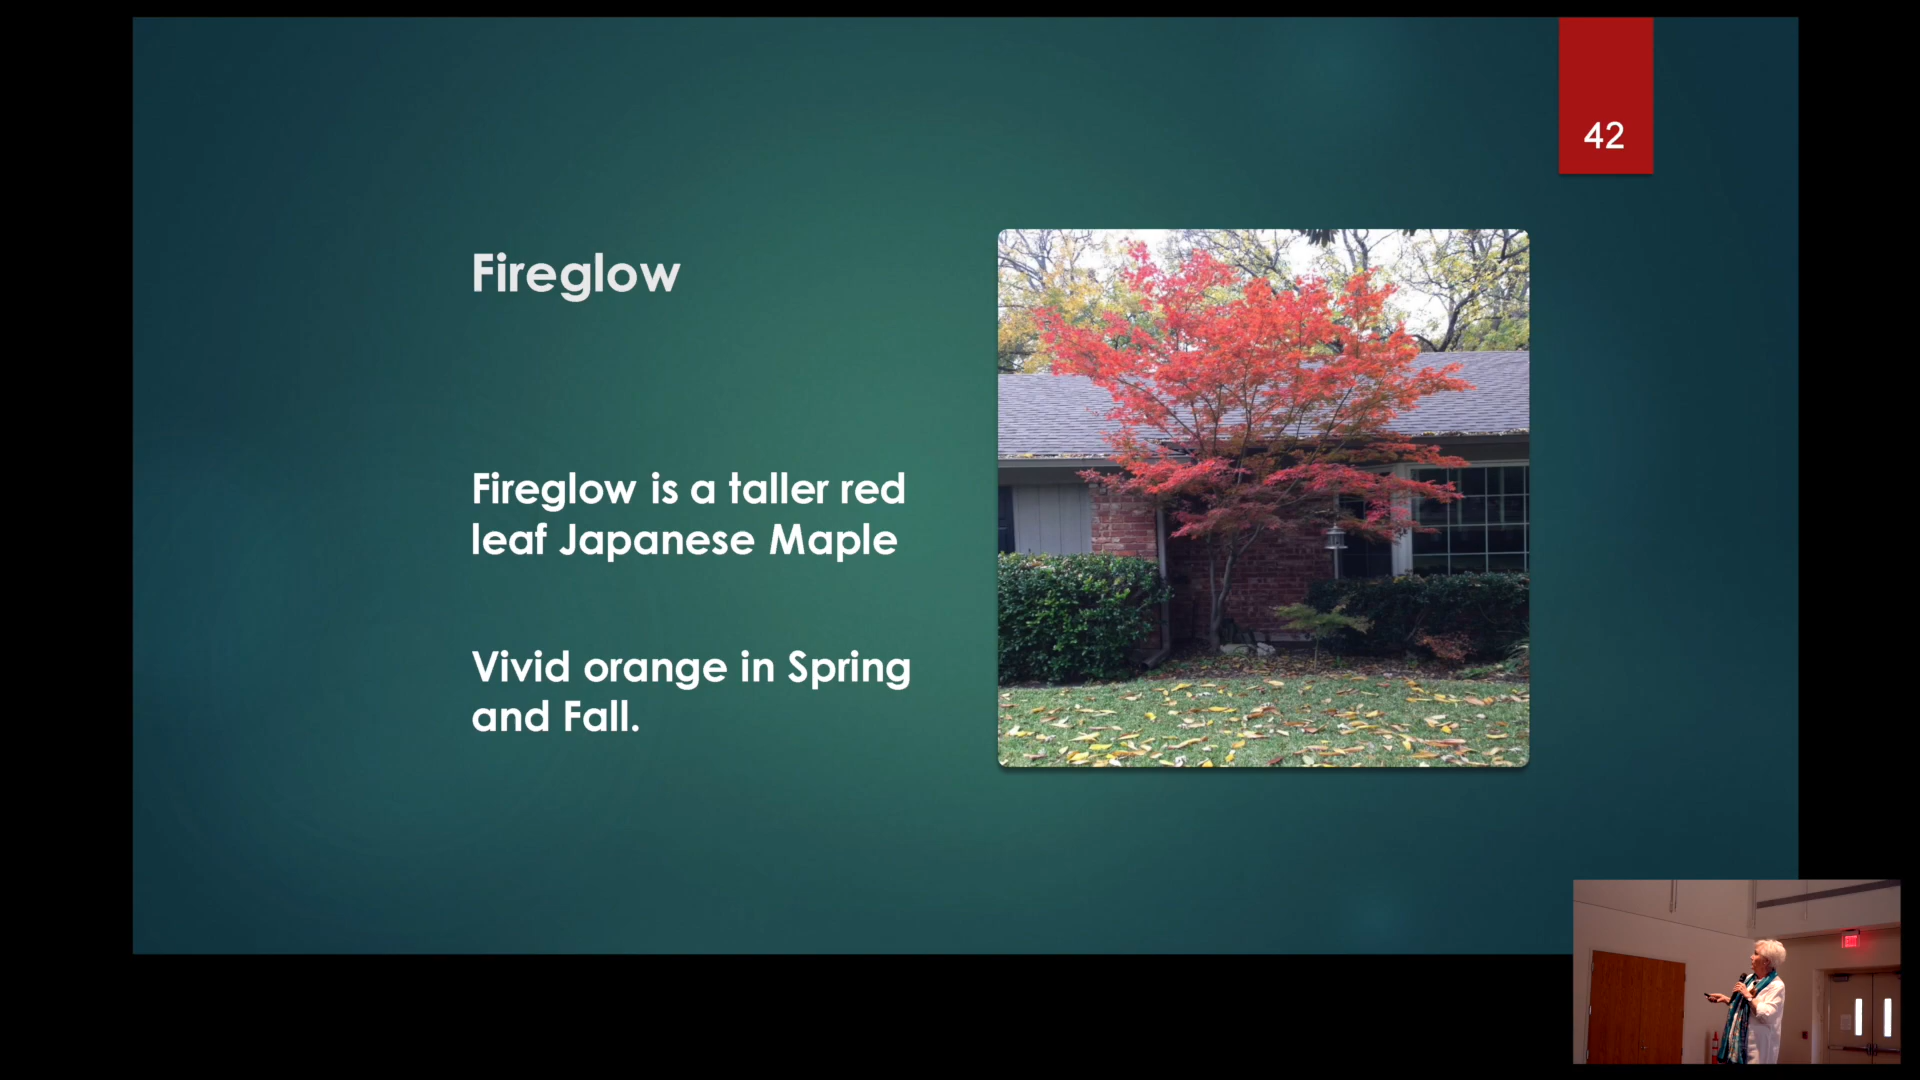 42
Fireglow
Fireglow is a taller red
leaf Japanese Maple
Vivid orange in Spring
and Fall.